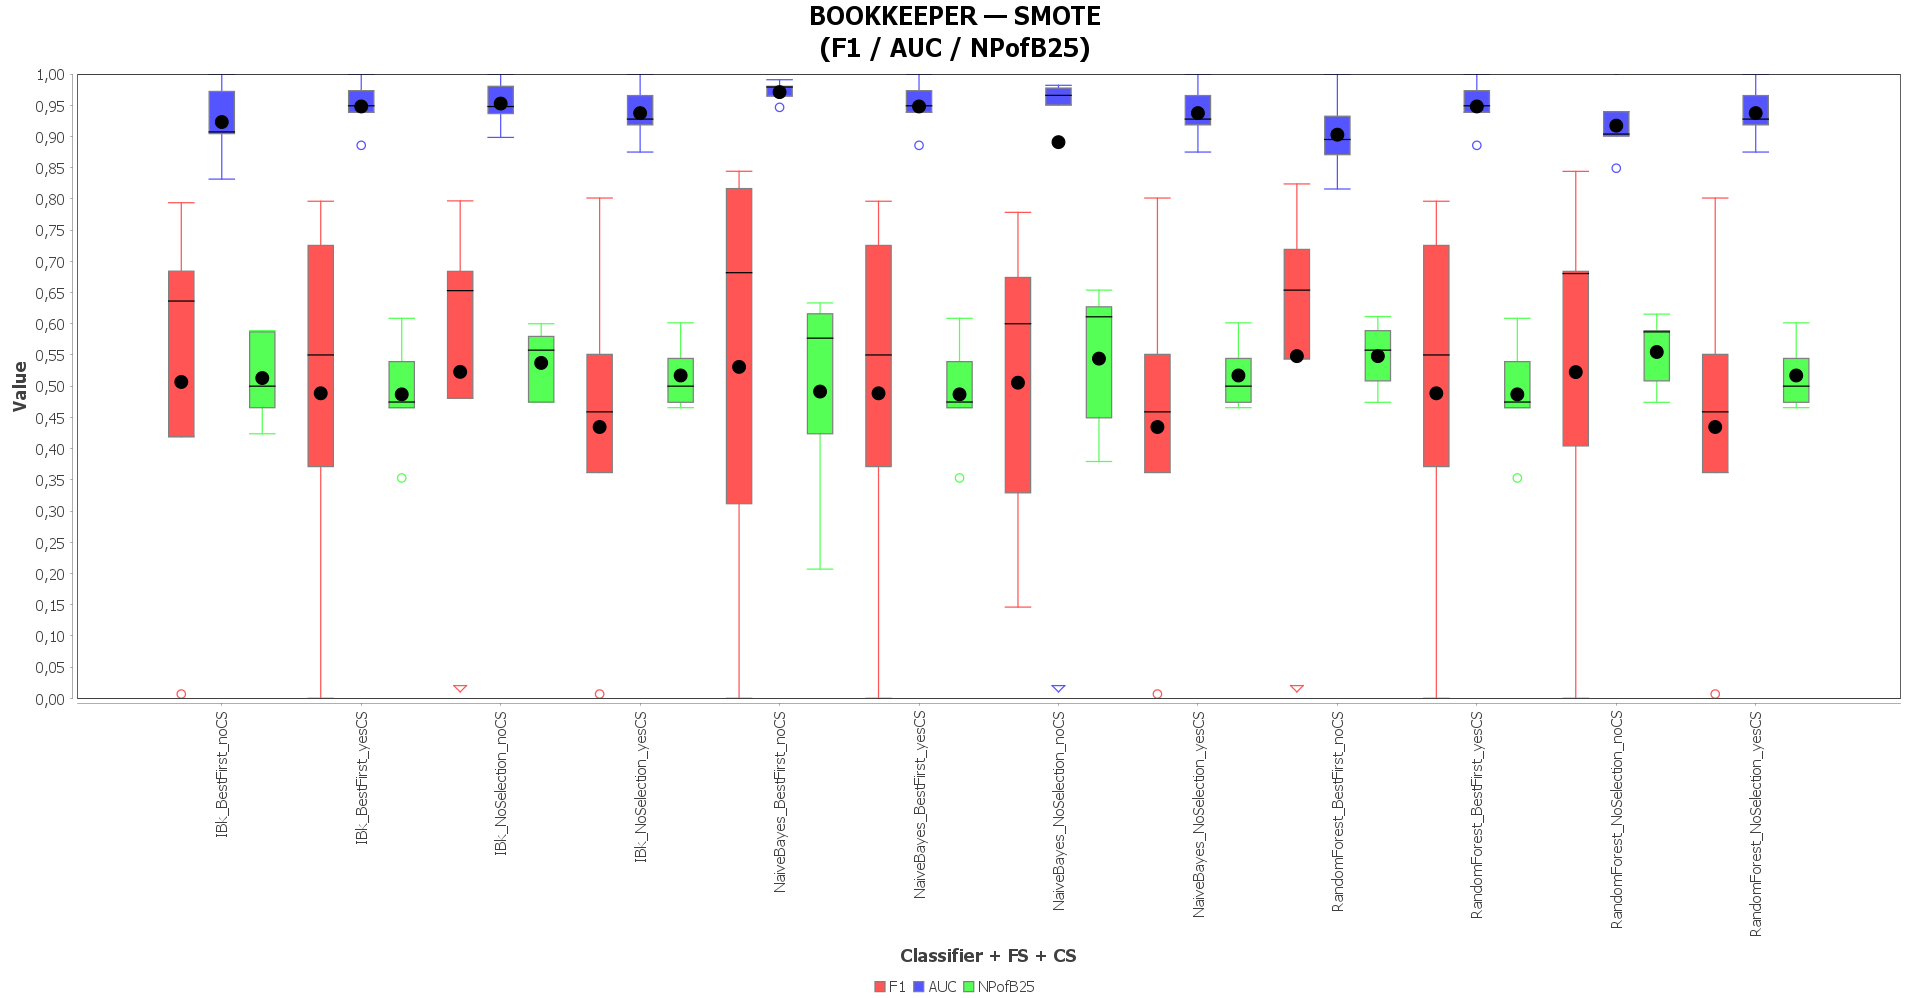 BOOKKEEPER — SMOTE
(F1 / AUC / NPofB25)
1,00
0,95
0,90
0,85
0,80
0,75
0,70
0,65
0,60
0,55
0,50
0,45
0,40
0,35
0,30
0,25
0,20
0,15
0,10
0,05
0,00
Value
IBk_BestFirst_noCS
IBk_BestFirst_yesCS
IBk_NoSelection_noCS
IBk_NoSelection_yesCS
NaiveBayes_BestFirst_noCS
NaiveBayes_BestFirst_yesCS
NaiveBayes_NoSelection_noCS
NaiveBayes_NoSelection_yesCS
RandomForest_BestFirst_noCS
RandomForest_BestFirst_yesCS
RandomForest_NoSelection_noCS
RandomForest_NoSelection_yesCS
Classifier + FS + CS
F1 AUC NPofB25